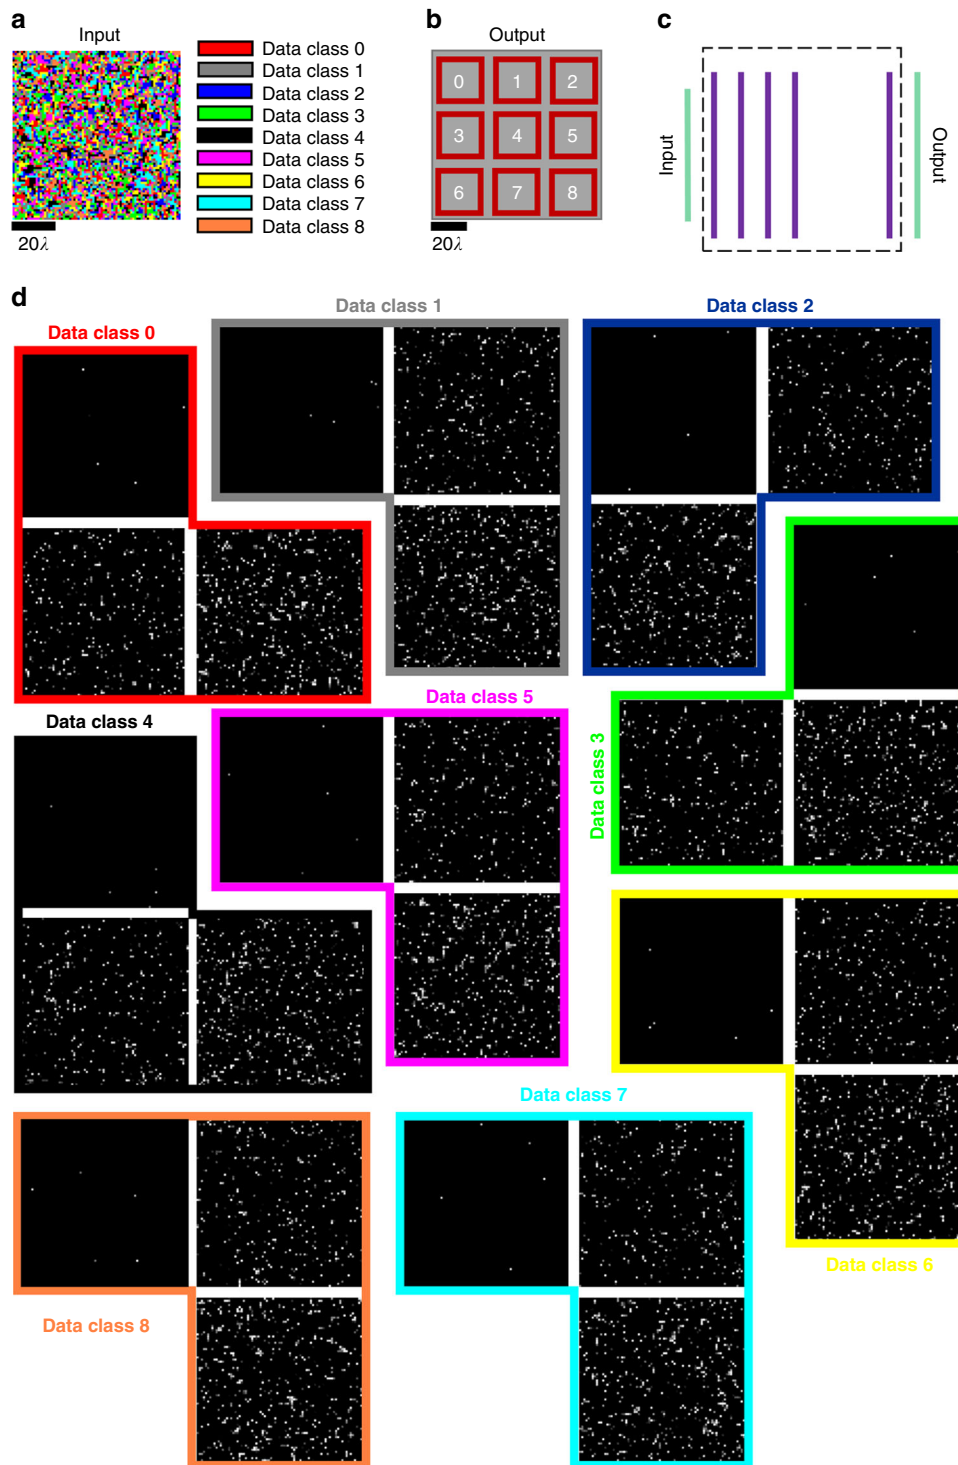 a
Input
20λ
Data class 0
Data class 1
Data class 2
Data class 3
Data class 4
Data class 5
Data class 6
Data class 7
Data class 8
b
Output
0 1 2
3 4 5
6 7 8
20λ
c
Input
Output
d
Data class 0
Data class 1
Data class 2
Data class 3
Data class 4
Data class 5
Data class 6
Data class 7
Data class 8